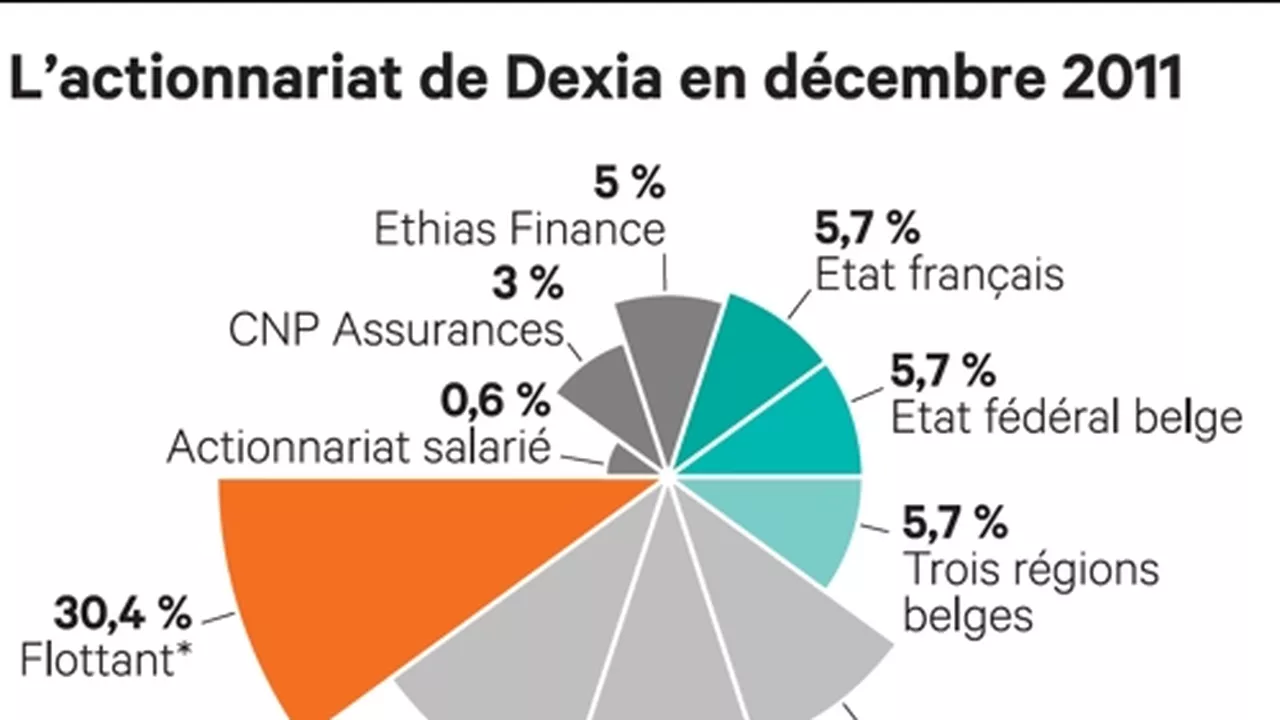 L’actionnariat de Dexia en décembre 2011
5 %
Ethias Finance
5,7 %
Etat français
3 %
CNP Assurances
5,7 %
Etat fédéral belge
0,6 %
Actionnariat salarié
5,7 %
Trois régions
belges
30,4 %
Flottant*